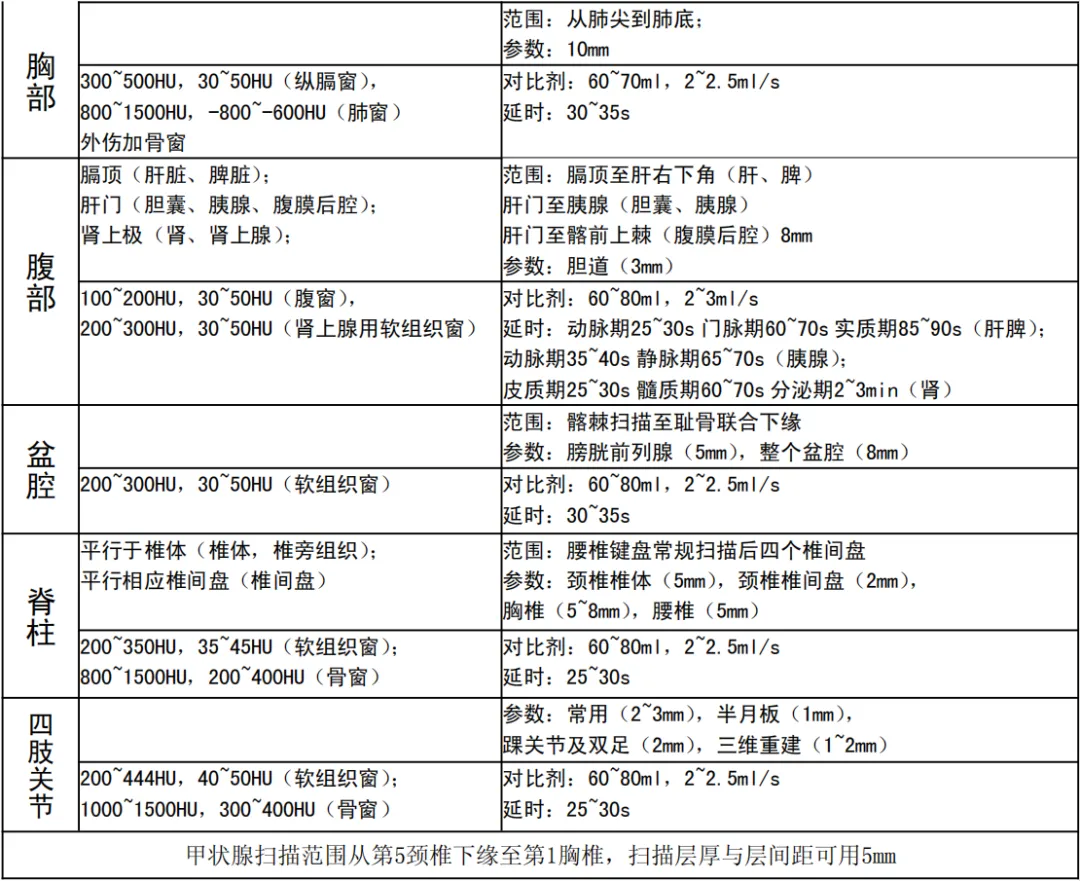 胸部
范围：从肺尖到肺底；
参数：10mm
300~500HU，30~50HU（纵膈窗），
800~1500HU，-800~-600HU（肺窗）
外伤加骨窗
对比剂：60~70ml，2~2.5ml/s
延时：30~35s
腹部
膈顶（肝脏、脾脏）；
肝门（胆囊、胰腺、腹膜后腔）；
肾上极（肾、肾上腺）；
范围：膈顶至肝右下角（肝、脾）
肝门至胰腺（胆囊、胰腺）
肝门至髂前上棘（腹膜后腔）8mm
参数：胆道（3mm）
100~200HU，30~50HU（腹窗），
200~300HU，30~50HU（肾上腺用软组织窗）
对比剂：60~80ml，2~3ml/s
延时：动脉期25~30s 门脉期60~70s 实质期85~90s（肝脾）；
动脉期35~40s 静脉期65~70s（胰腺）；
皮质期25~30s 髓质期60~70s 分泌期2~3min（肾）
盆腔
范围：髂棘扫描至耻骨联合下缘
参数：膀胱前列腺（5mm），整个盆腔（8mm）
200~300HU，30~50HU（软组织窗）
对比剂：60~80ml，2~2.5ml/s
延时：30~35s
脊柱
平行于椎体（椎体，椎旁组织）；
平行相应椎间盘（椎间盘）
范围：腰椎键盘常规扫描后四个椎间盘
参数：颈椎椎体（5mm），颈椎椎间盘（2mm），
胸椎（5~8mm），腰椎（5mm）
200~350HU，35~45HU（软组织窗）；
800~1500HU，200~400HU（骨窗）
对比剂：60~80ml，2~2.5ml/s
延时：25~30s
四肢关节
参数：常用（2~3mm），半月板（1mm），
踝关节及双足（2mm），三维重建（1~2mm）
200~444HU，40~50HU（软组织窗）；
1000~1500HU，300~400HU（骨窗）
对比剂：60~80ml，2~2.5ml/s
延时：25~30s
甲状腺扫描范围从第5颈椎下缘至第1胸椎，扫描层厚与层间距可用5mm